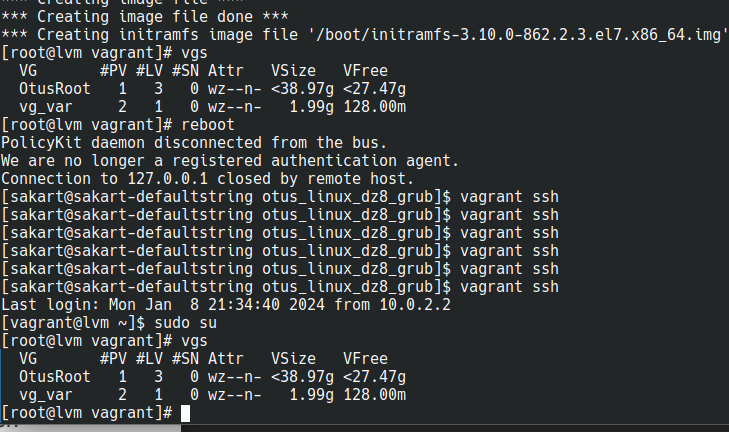 *** Creating image file ***
*** Creating image file done ***
*** Creating initramfs image file '/boot/initramfs-3.10.0-862.2.3.el7.x86_64.img'
[root@lvm vagrant]# vgs
  VG       #PV #LV #SN Attr   VSize   VFree
  OtusRoot   1   3   0 wz--n- <38.97g <27.47g
  vg_var     2   1   0 wz--n-   1.99g 128.00m
[root@lvm vagrant]# reboot
PolicyKit daemon disconnected from the bus.
We are no longer a registered authentication agent.
Connection to 127.0.0.1 closed by remote host.
[sakart@sakart-defaultstring otus_linux_dz8_grub]$ vagrant ssh
[sakart@sakart-defaultstring otus_linux_dz8_grub]$ vagrant ssh
[sakart@sakart-defaultstring otus_linux_dz8_grub]$ vagrant ssh
[sakart@sakart-defaultstring otus_linux_dz8_grub]$ vagrant ssh
[sakart@sakart-defaultstring otus_linux_dz8_grub]$ vagrant ssh
[sakart@sakart-defaultstring otus_linux_dz8_grub]$ vagrant ssh
Last login: Mon Jan  8 21:34:40 2024 from 10.0.2.2
[vagrant@lvm ~]$ sudo su
[root@lvm vagrant]# vgs
  VG       #PV #LV #SN Attr   VSize   VFree
  OtusRoot   1   3   0 wz--n- <38.97g <27.47g
  vg_var     2   1   0 wz--n-   1.99g 128.00m
[root@lvm vagrant]#